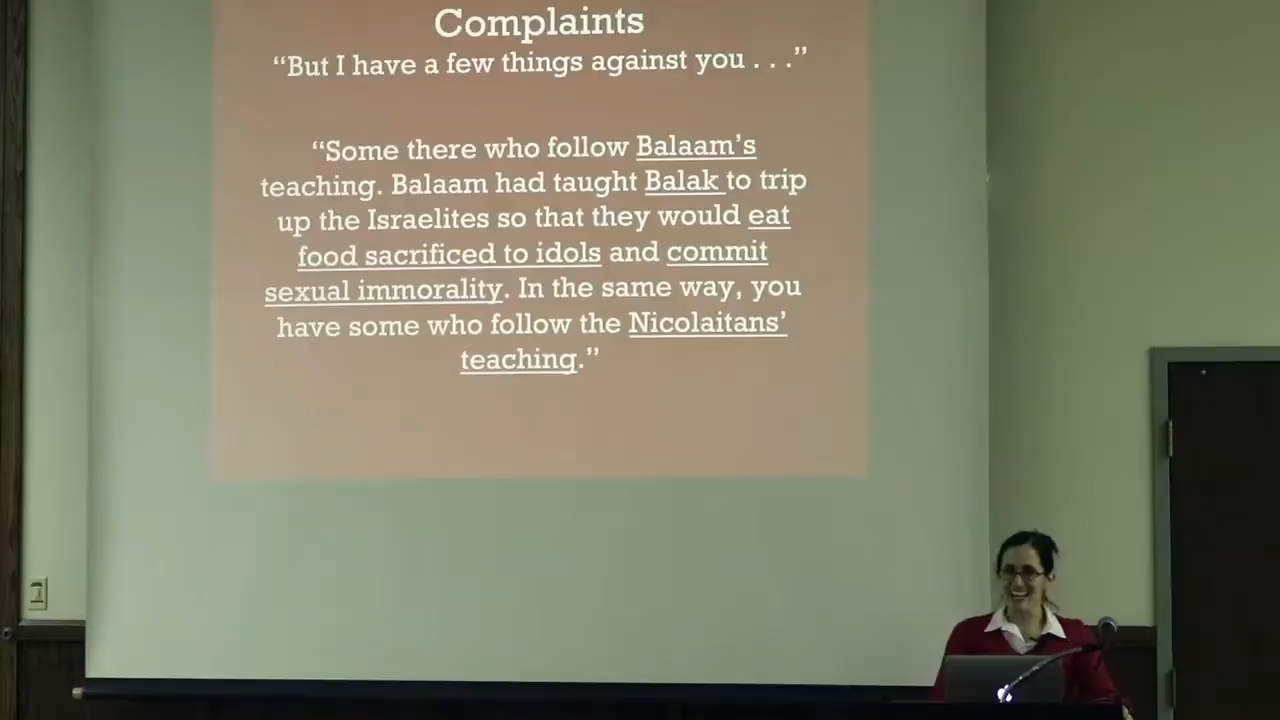 Complaints
“But I have a few things against you . . .”
“Some there who follow Balaam’s
teaching. Balaam had taught Balak to trip
up the Israelites so that they would eat
food sacrificed to idols and commit
sexual immorality. In the same way, you
have some who follow the Nicolaitans’
teaching.”